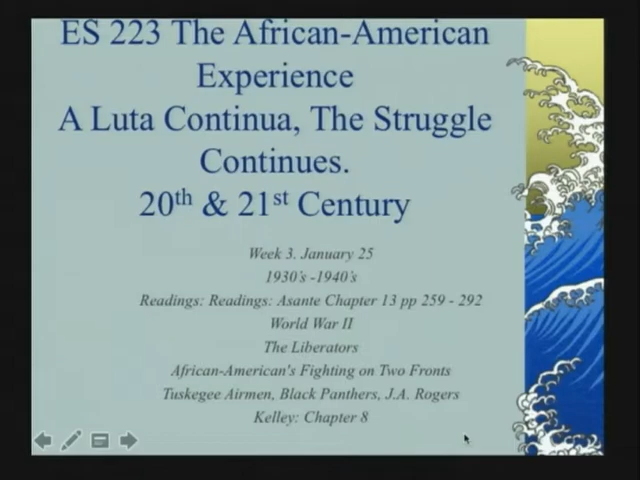 ES 223 The African-American
Experience
A Luta Continua, The Struggle
Continues.
20th & 21st Century
Week 3. January 25
1930's -1940's
Readings: Readings: Asante Chapter 13 pp 259 - 292
World War II
The Liberators
African-American's Fighting on Two Fronts
Tuskegee Airmen, Black Panthers, J.A. Rogers
Kelley: Chapter 8